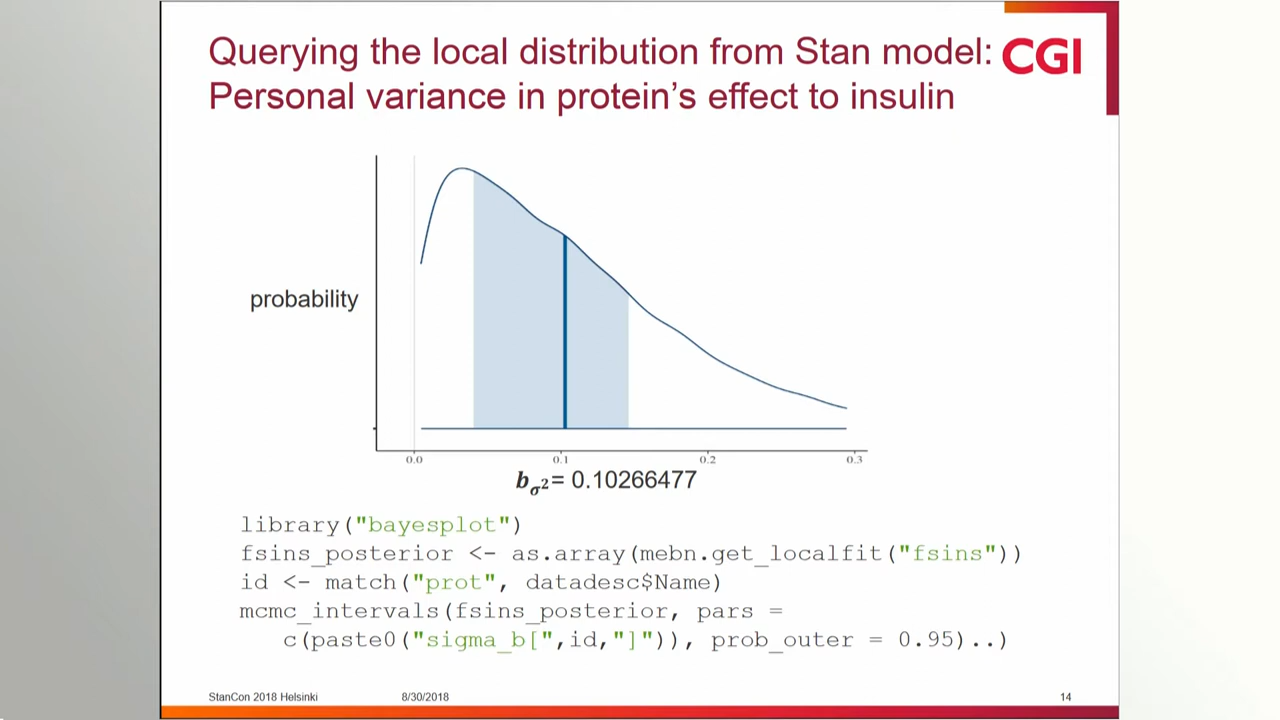 Querying the local distribution from Stan model:
CGI
Personal variance in protein's effect to insulin
probability
0.0 0.1 0.2 0.3
bσ²= 0.10266477
library("bayesplot")
fsins_posterior <- as.array(mebn.get_localfit("fsins"))
id <- match("prot", datadesc$Name)
mcmc_intervals(fsins_posterior, pars =
c(paste0("sigma_b[",id,"]")), prob_outer = 0.95)..)
StanCon 2018 Helsinki 8/30/2018 14